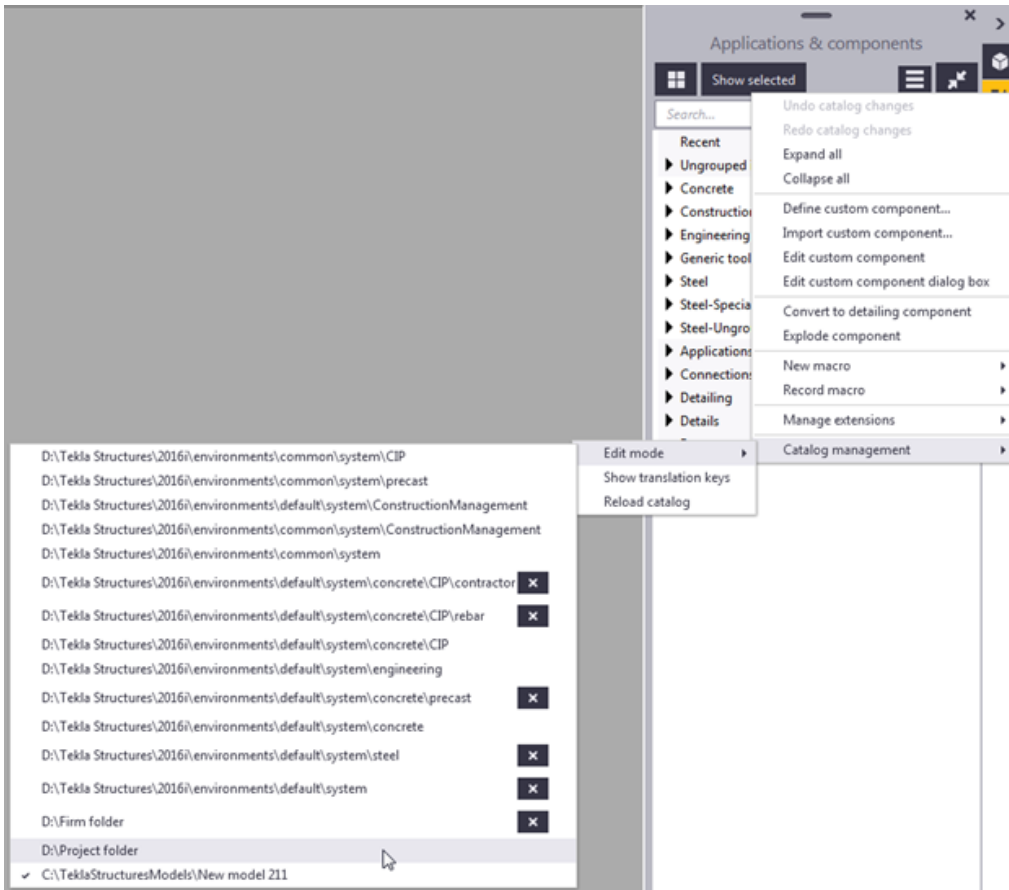 Applications & components
Show selected
Search...
Recent
Ungrouped
Concrete
Construction
Engineering
Generic tool
Steel
Steel-Specia
Steel-Ungro
Applications
Connections
Detailing
Details
Undo catalog changes
Redo catalog changes
Expand all
Collapse all
Define custom component...
Import custom component...
Edit custom component
Edit custom component dialog box
Convert to detailing component
Explode component
New macro
Record macro
Manage extensions
Catalog management
Edit mode
Show translation keys
Reload catalog
D:\Tekla Structures\2016i\environments\common\system\CIP
D:\Tekla Structures\2016i\environments\common\system\precast
D:\Tekla Structures\2016i\environments\default\system\ConstructionManagement
D:\Tekla Structures\2016i\environments\common\system\ConstructionManagement
D:\Tekla Structures\2016i\environments\common\system
D:\Tekla Structures\2016i\environments\default\system\concrete\CIP\contractor
D:\Tekla Structures\2016i\environments\default\system\concrete\CIP\rebar
D:\Tekla Structures\2016i\environments\default\system\concrete\CIP
D:\Tekla Structures\2016i\environments\default\system\engineering
D:\Tekla Structures\2016i\environments\default\system\concrete\precast
D:\Tekla Structures\2016i\environments\default\system\concrete
D:\Tekla Structures\2016i\environments\default\system\steel
D:\Tekla Structures\2016i\environments\default\system
D:\Firm folder
D:\Project folder
C:\TeklaStructuresModels\New model 211